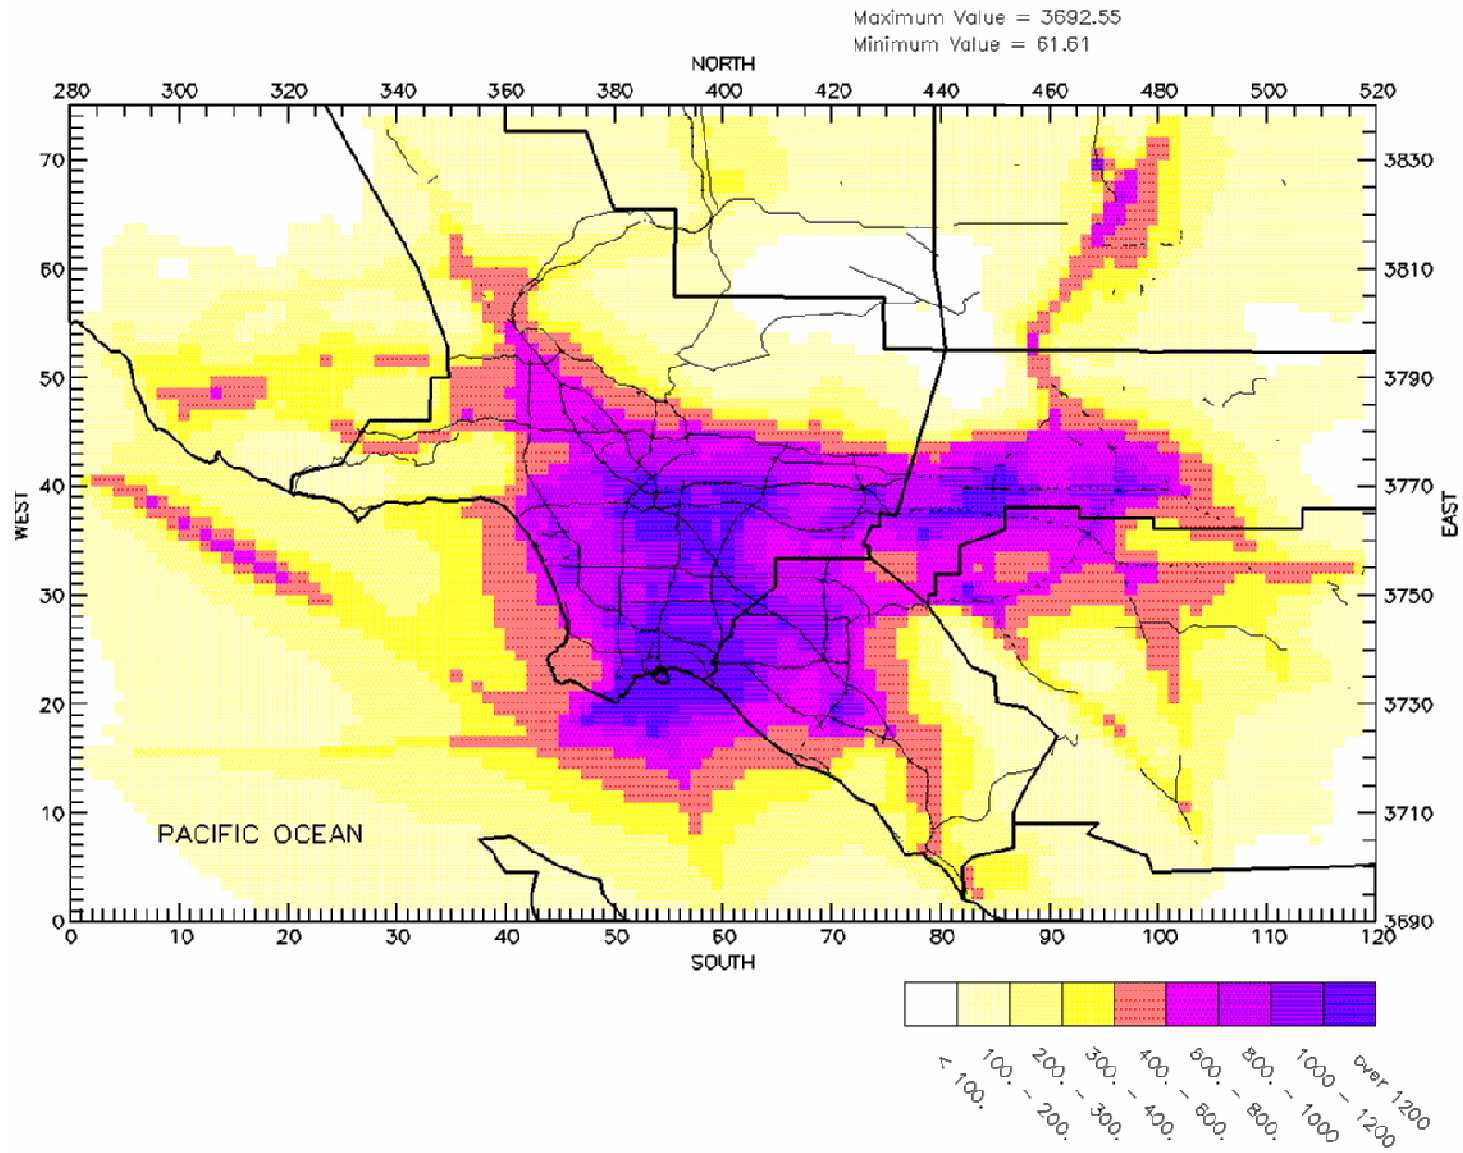 Maximum Value = 3692.55
Minimum Value = 61.61
NORTH
280 300 320 340 360 380 400 420 440 460 480 500 520
70 3830
60 3810
50 3790
40 3770
WEST
EAST
30 3750
20 3730
10 3710
PACIFIC OCEAN
0 3690
0 10 20 30 40 50 60 70 80 90 100 110 120
SOUTH
< 100.
100. - 200.
200. - 300.
300. - 400.
400. - 600.
600. - 800.
800. - 1000
1000 - 1200
over 1200